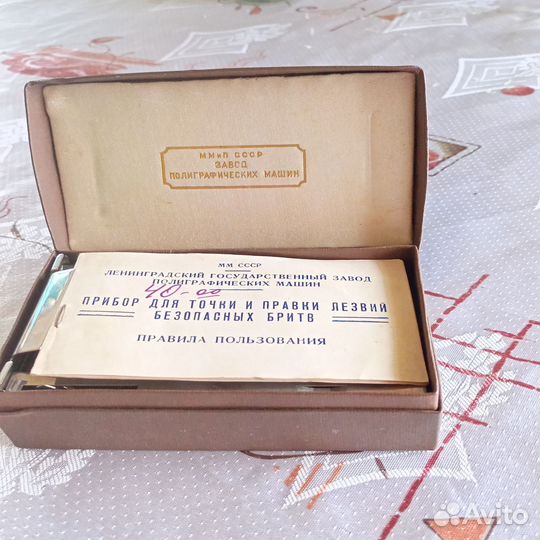 ММиП СССР
ЗАВОД
ПОЛИГРАФИЧЕСКИХ МАШИН
ММ СССР
ЛЕНИНГРАДСКИЙ ГОСУДАРСТВЕННЫЙ ЗАВОД
ПОЛИГРАФИЧЕСКИХ МАШИН
40-00
ПРИБОР ДЛЯ ТОЧКИ И ПРАВКИ ЛЕЗВИЙ
БЕЗОПАСНЫХ БРИТВ
ПРАВИЛА ПОЛЬЗОВАНИЯ
Avito